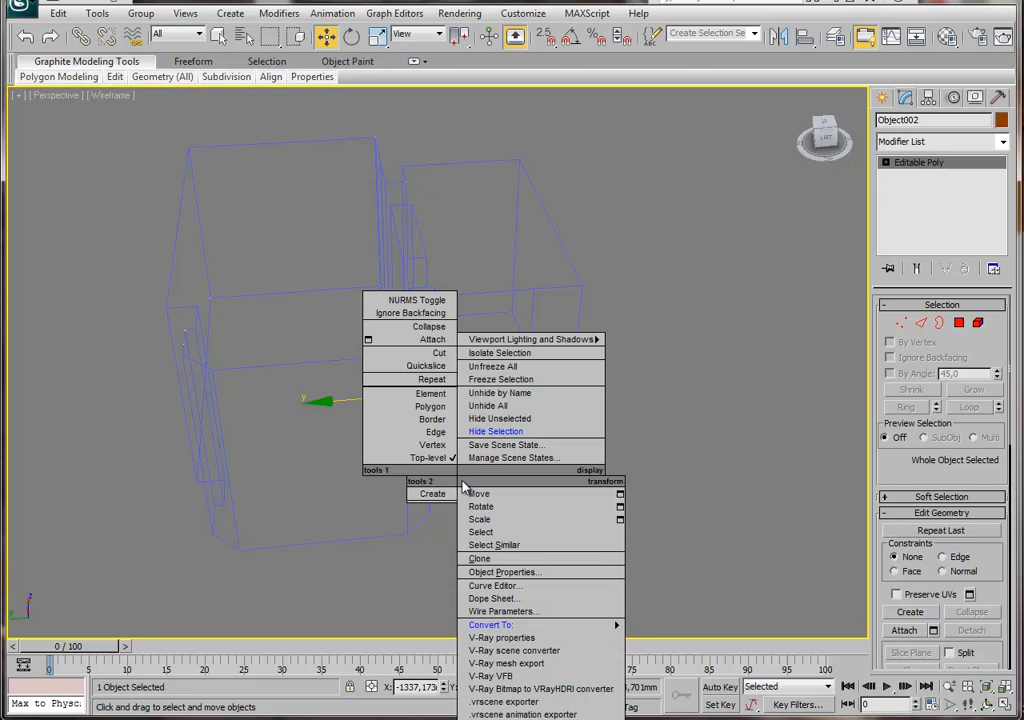 Edit Tools Group Views Create Modifiers Animation Graph Editors Rendering Customize MAXScript Help
All View 2.5 Create Selection Se
Graphite Modeling Tools Freeform Selection Object Paint
Polygon Modeling Edit Geometry (All) Subdivision Align Properties
[ + ] [ Perspective ] [ Wireframe ]
LEFT
Object002
Modifier List
Editable Poly
NURMS Toggle
Ignore Backfacing
Collapse
Attach
Cut
Quickslice
Repeat
Element
Polygon
Border
Edge
Vertex
Top-level
tools 1
Viewport Lighting and Shadows
Isolate Selection
Unfreeze All
Freeze Selection
Unhide by Name
Unhide All
Hide Unselected
Hide Selection
Save Scene State...
Manage Scene States...
display
tools 2
Create
transform
Move
Rotate
Scale
Select
Select Similar
Clone
Object Properties...
Curve Editor...
Dope Sheet...
Wire Parameters...
Convert To:
V-Ray properties
V-Ray scene converter
V-Ray mesh export
V-Ray VFB
V-Ray Bitmap to VRayHDRI converter
.vrscene exporter
.vrscene animation exporter
y
z
Selection
By Vertex
Ignore Backfacing
By Angle: 45,0
Shrink Grow
Ring Loop
Preview Selection
Off SubObj Multi
Whole Object Selected
Soft Selection
Edit Geometry
Repeat Last
Constraints
None Edge
Face Normal
Preserve UVs
Create Collapse
Attach Detach
Slice Plane Split
0 / 100
0 5 10 15 20 25 30 35 40 45 75 80 85 90 95 100
1 Object Selected X: -1337,173 Auto Key Selected
Max to Physc Click and drag to select and move objects Tag Set Key Key Filters... 0